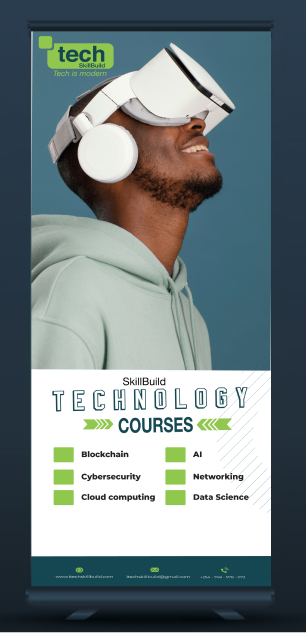 tech
SkillBuild
Tech is modern
SkillBuild
TECHNOLOGY
COURSES
Blockchain
AI
Cybersecurity
Networking
Cloud computing
Data Science
www.techskillbuild.com
techskillbuild@gmail.com